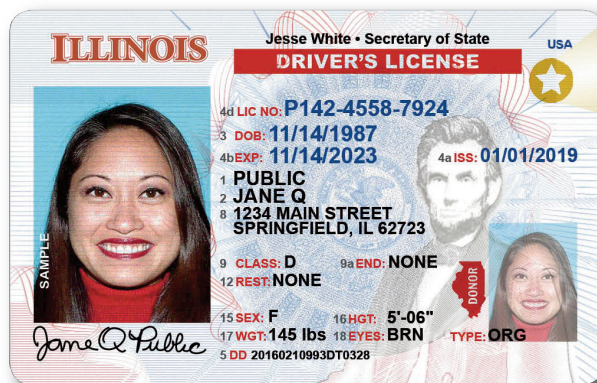 ILLINOIS
Jesse White • Secretary of State
USA
DRIVER'S LICENSE
4d LIC NO: P142-4558-7924
3 DOB: 11/14/1987
4b EXP: 11/14/2023 4a ISS: 01/01/2019
1 PUBLIC
2 JANE Q
8 1234 MAIN STREET
SPRINGFIELD, IL 62723
9 CLASS: D 9a END: NONE
12 REST: NONE
15 SEX: F 16 HGT: 5'-06"
17 WGT: 145 lbs 18 EYES: BRN TYPE: ORG
5 DD 20160210993DT0328
SAMPLE
Jane Q Public
DONOR